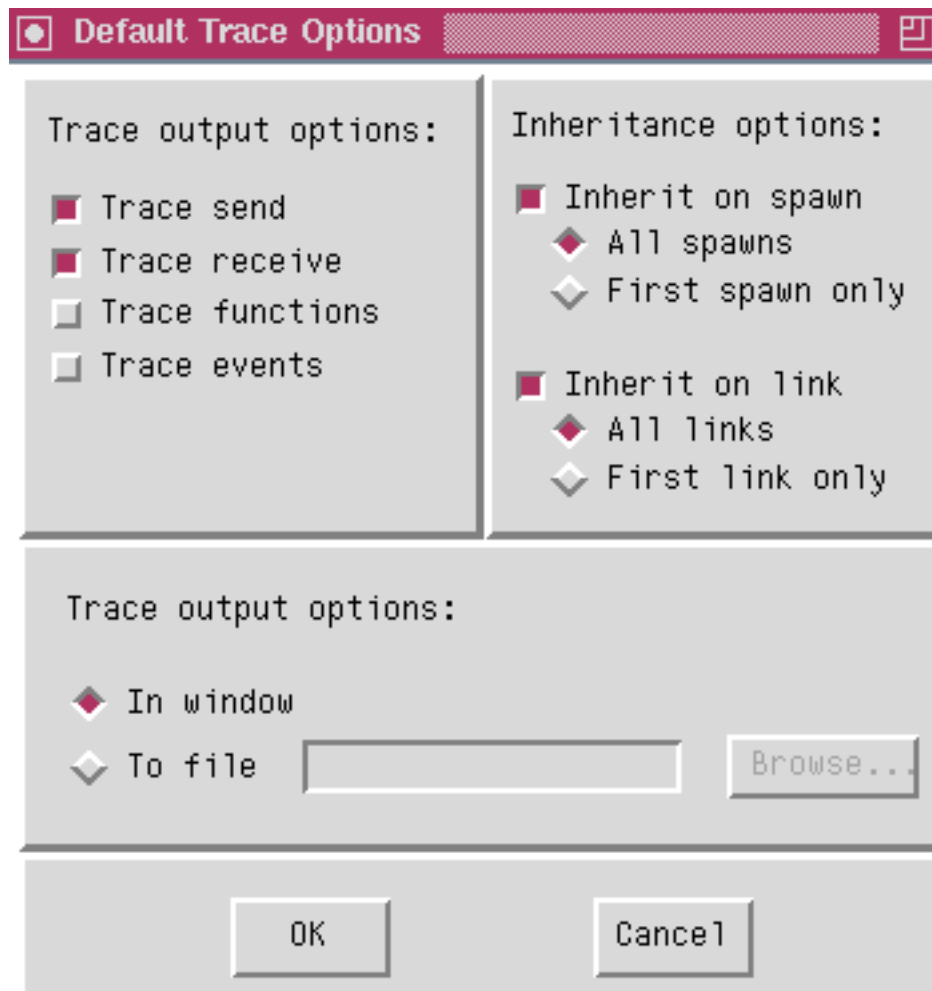 Default Trace Options
Trace output options:
Trace send
Trace receive
Trace functions
Trace events
Inheritance options:
Inherit on spawn
All spawns
First spawn only
Inherit on link
All links
First link only
Trace output options:
In window
To file
Browse...
OK
Cancel